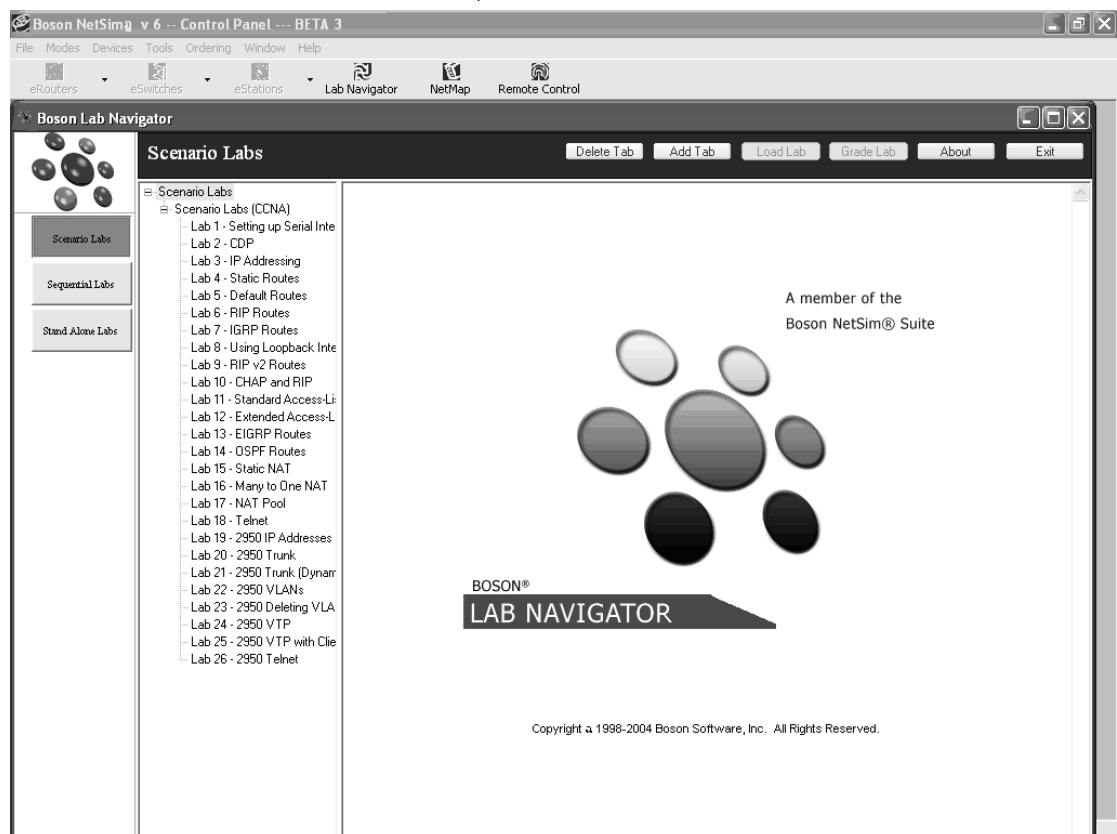 Boson NetSim a v 6 -- Control Panel --- BETA 3
File Modes Devices Tools Ordering Window Help
eRouters eSwitches eStations Lab Navigator NetMap Remote Control
Boson Lab Navigator
Scenario Labs
Delete Tab Add Tab Load Lab Grade Lab About Exit
Scenario Labs
Sequential Labs
Stand Alone Labs
Scenario Labs
Scenario Labs (CCNA)
Lab 1 - Setting up Serial Inte
Lab 2 - CDP
Lab 3 - IP Addressing
Lab 4 - Static Routes
Lab 5 - Default Routes
Lab 6 - RIP Routes
Lab 7 - IGRP Routes
Lab 8 - Using Loopback Inte
Lab 9 - RIP v2 Routes
Lab 10 - CHAP and RIP
Lab 11 - Standard Access-Li
Lab 12 - Extended Access-L
Lab 13 - EIGRP Routes
Lab 14 - OSPF Routes
Lab 15 - Static NAT
Lab 16 - Many to One NAT
Lab 17 - NAT Pool
Lab 18 - Telnet
Lab 19 - 2950 IP Addresses
Lab 20 - 2950 Trunk
Lab 21 - 2950 Trunk (Dynam
Lab 22 - 2950 VLANs
Lab 23 - 2950 Deleting VLA
Lab 24 - 2950 VTP
Lab 25 - 2950 VTP with Clie
Lab 26 - 2950 Telnet
A member of the
Boson NetSim® Suite
BOSON®
LAB NAVIGATOR
Copyright a 1998-2004 Boson Software, Inc. All Rights Reserved.